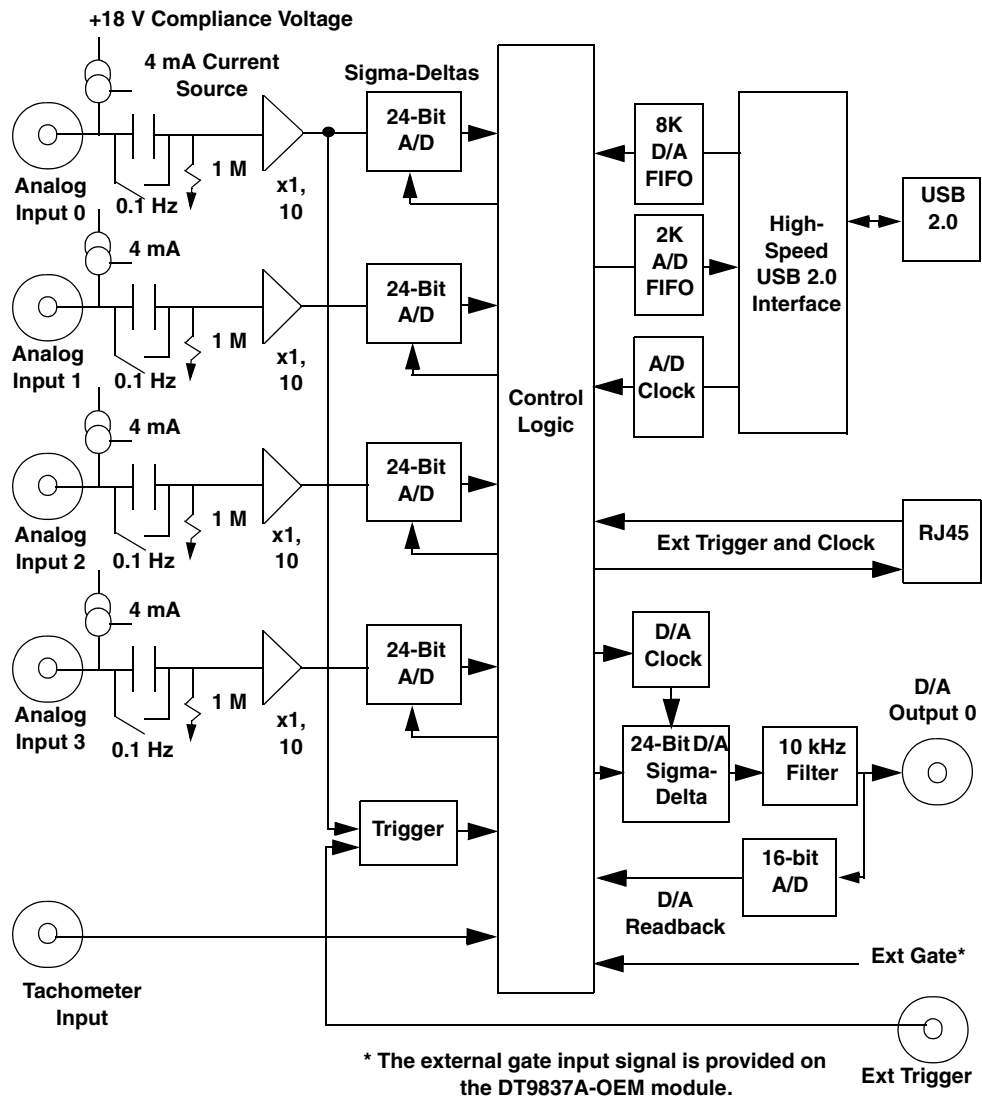 +18 V Compliance Voltage
4 mA Current
Source
Sigma-Deltas
24-Bit
A/D
1 M
x1,
10
0.1 Hz
Analog
Input 0
4 mA
24-Bit
A/D
1 M
x1,
10
0.1 Hz
Analog
Input 1
4 mA
24-Bit
A/D
1 M
x1,
10
0.1 Hz
Analog
Input 2
4 mA
24-Bit
A/D
1 M
x1,
10
0.1 Hz
Analog
Input 3
Trigger
Tachometer
Input
Control
Logic
8K
D/A
FIFO
2K
A/D
FIFO
A/D
Clock
High-
Speed
USB 2.0
Interface
USB
2.0
RJ45
Ext Trigger and Clock
D/A
Clock
24-Bit D/A
Sigma-
Delta
10 kHz
Filter
D/A
Output 0
16-bit
A/D
D/A
Readback
Ext Gate*
Ext Trigger
* The external gate input signal is provided on
the DT9837A-OEM module.